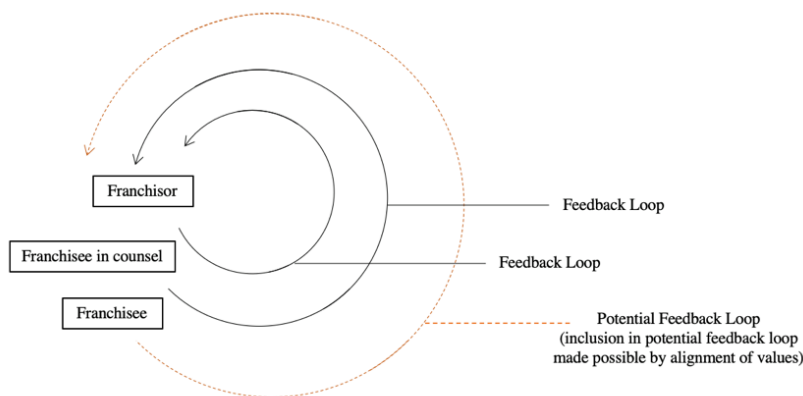 Franchisor
Feedback Loop
Franchisee in counsel
Feedback Loop
Franchisee
Potential Feedback Loop
(inclusion in potential feedback loop
made possible by alignment of values)